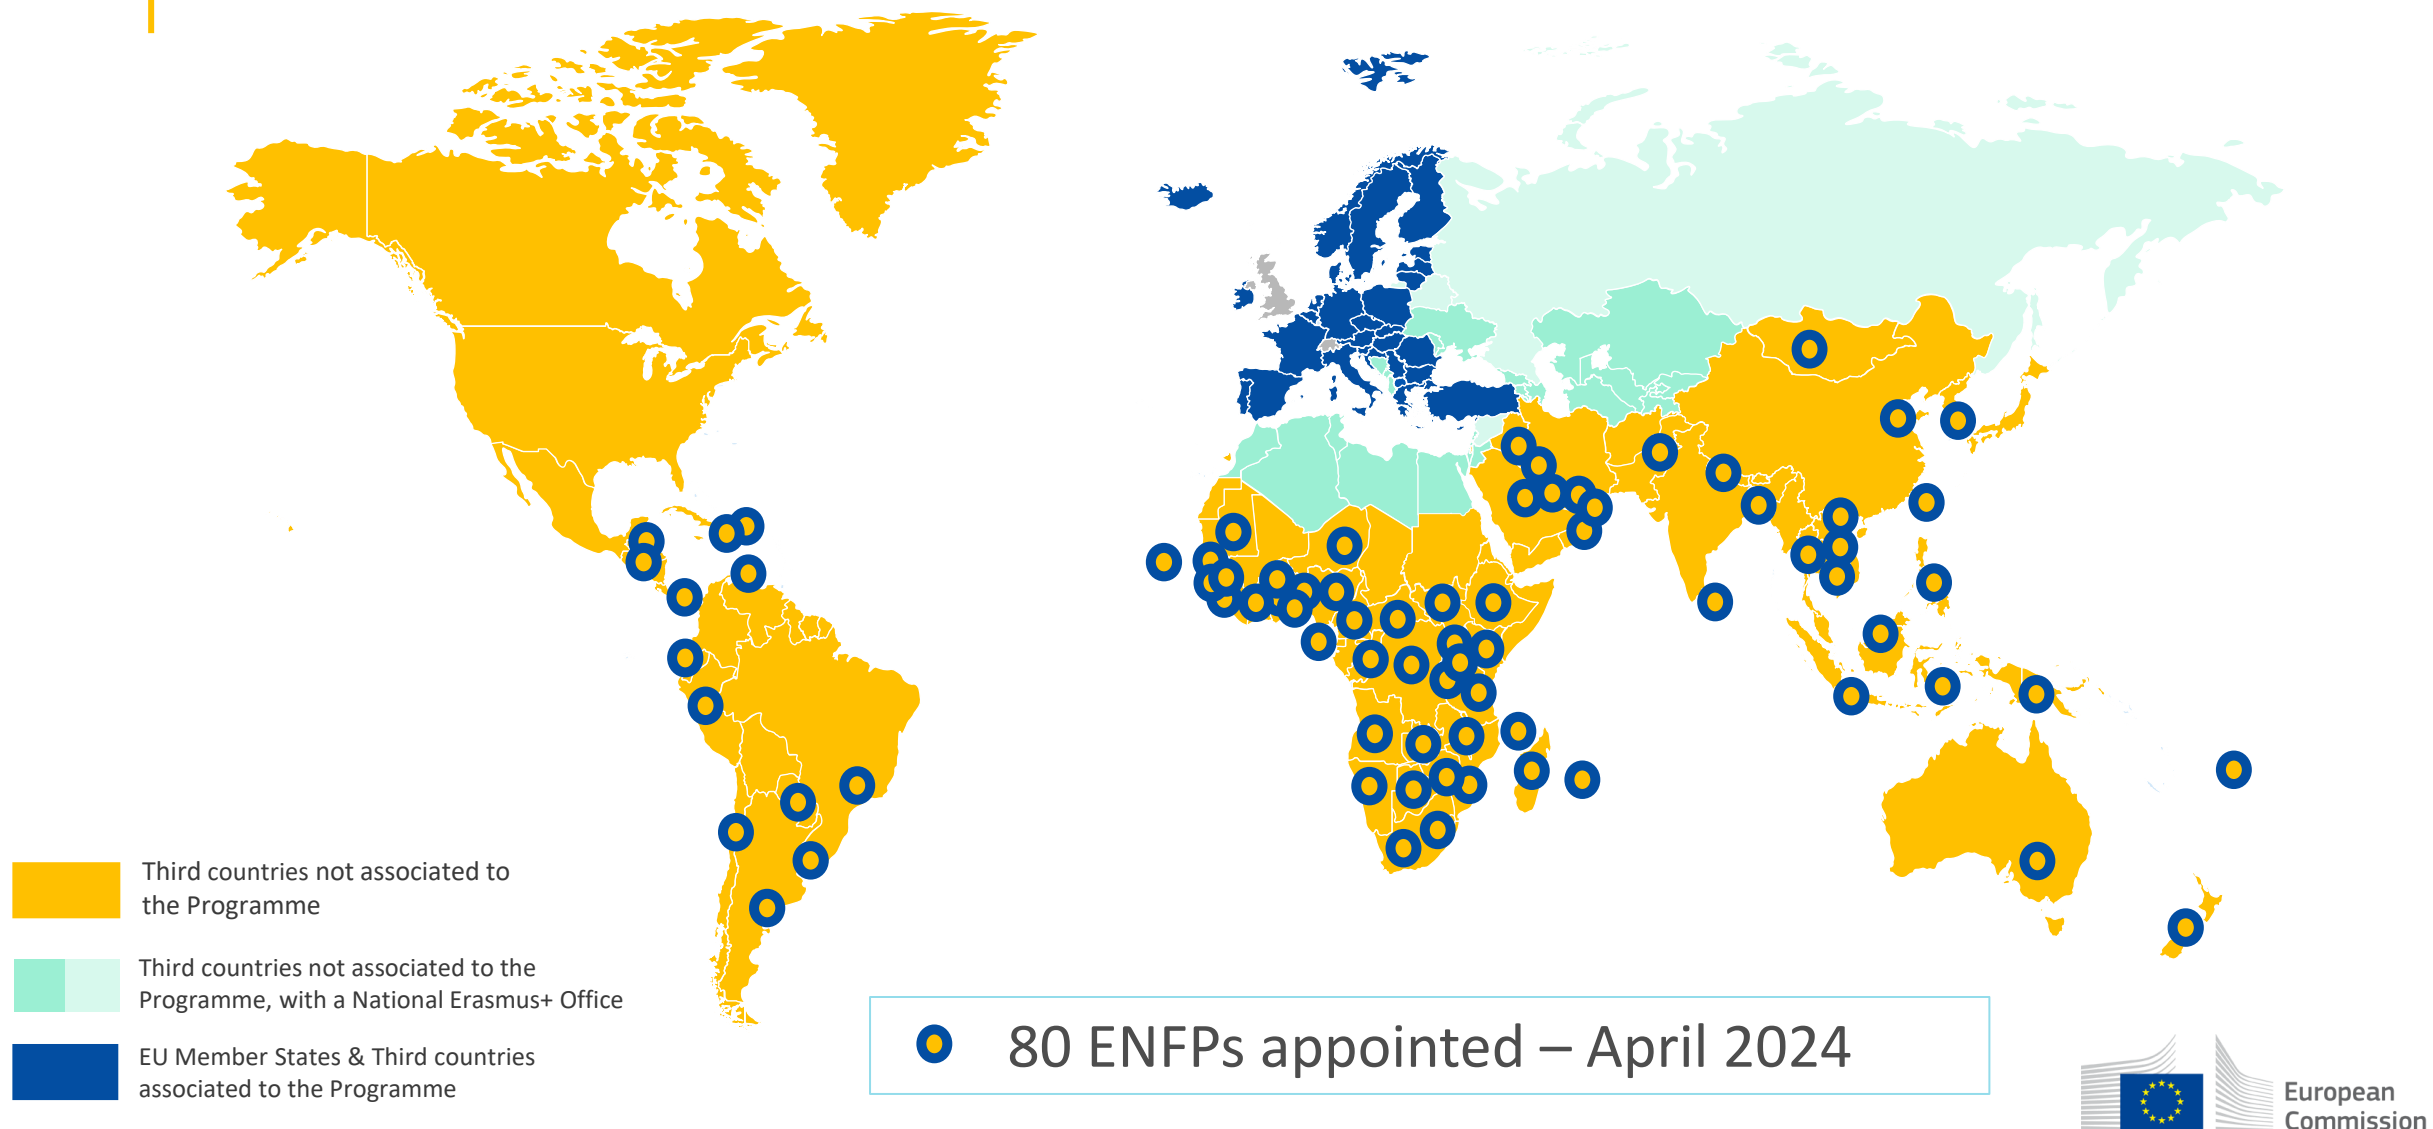 Third countries not associated to
the Programme
Third countries not associated to the
Programme, with a National Erasmus+ Office
EU Member States & Third countries
associated to the Programme
80 ENFPs appointed – April 2024
European
Commission